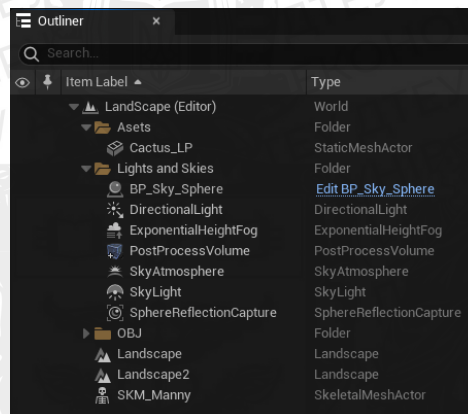 Outliner
Search...
Item Label Type
LandScape (Editor) World
Asets Folder
Cactus_LP StaticMeshActor
Lights and Skies Folder
BP_Sky_Sphere Edit BP_Sky_Sphere
DirectionalLight DirectionalLight
ExponentialHeightFog ExponentialHeightFog
PostProcessVolume PostProcessVolume
SkyAtmosphere SkyAtmosphere
SkyLight SkyLight
SphereReflectionCapture SphereReflectionCapture
OBJ Folder
Landscape Landscape
Landscape2 Landscape
SKM_Manny SkeletalMeshActor